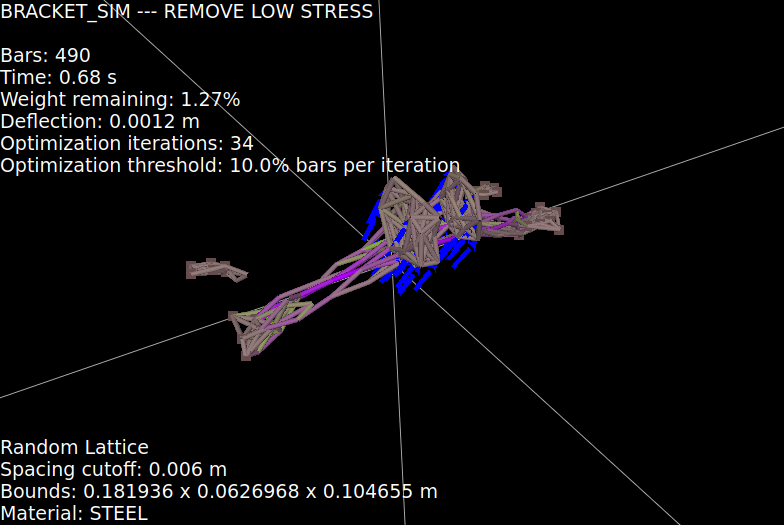 BRACKET_SIM --- REMOVE LOW STRESS
Bars: 490
Time: 0.68 s
Weight remaining: 1.27%
Deflection: 0.0012 m
Optimization iterations: 34
Optimization threshold: 10.0% bars per iteration
Random Lattice
Spacing cutoff: 0.006 m
Bounds: 0.181936 x 0.0626968 x 0.104655 m
Material: STEEL